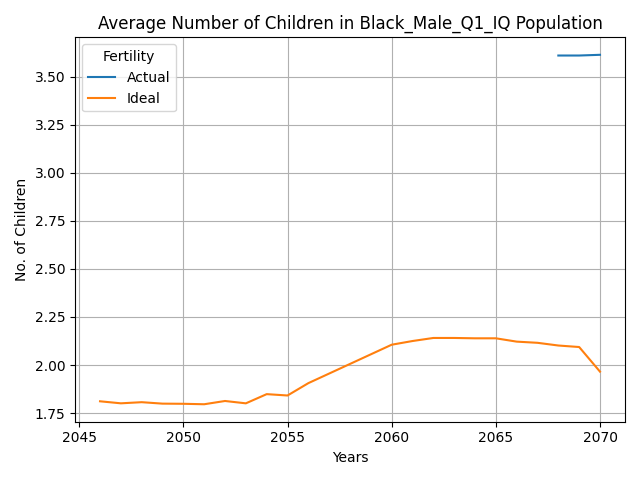 Average Number of Children in Black_Male_Q1_IQ Population
Fertility
Actual
Ideal
No. of Children
3.50
3.25
3.00
2.75
2.50
2.25
2.00
1.75
2045 2050 2055 2060 2065 2070
Years